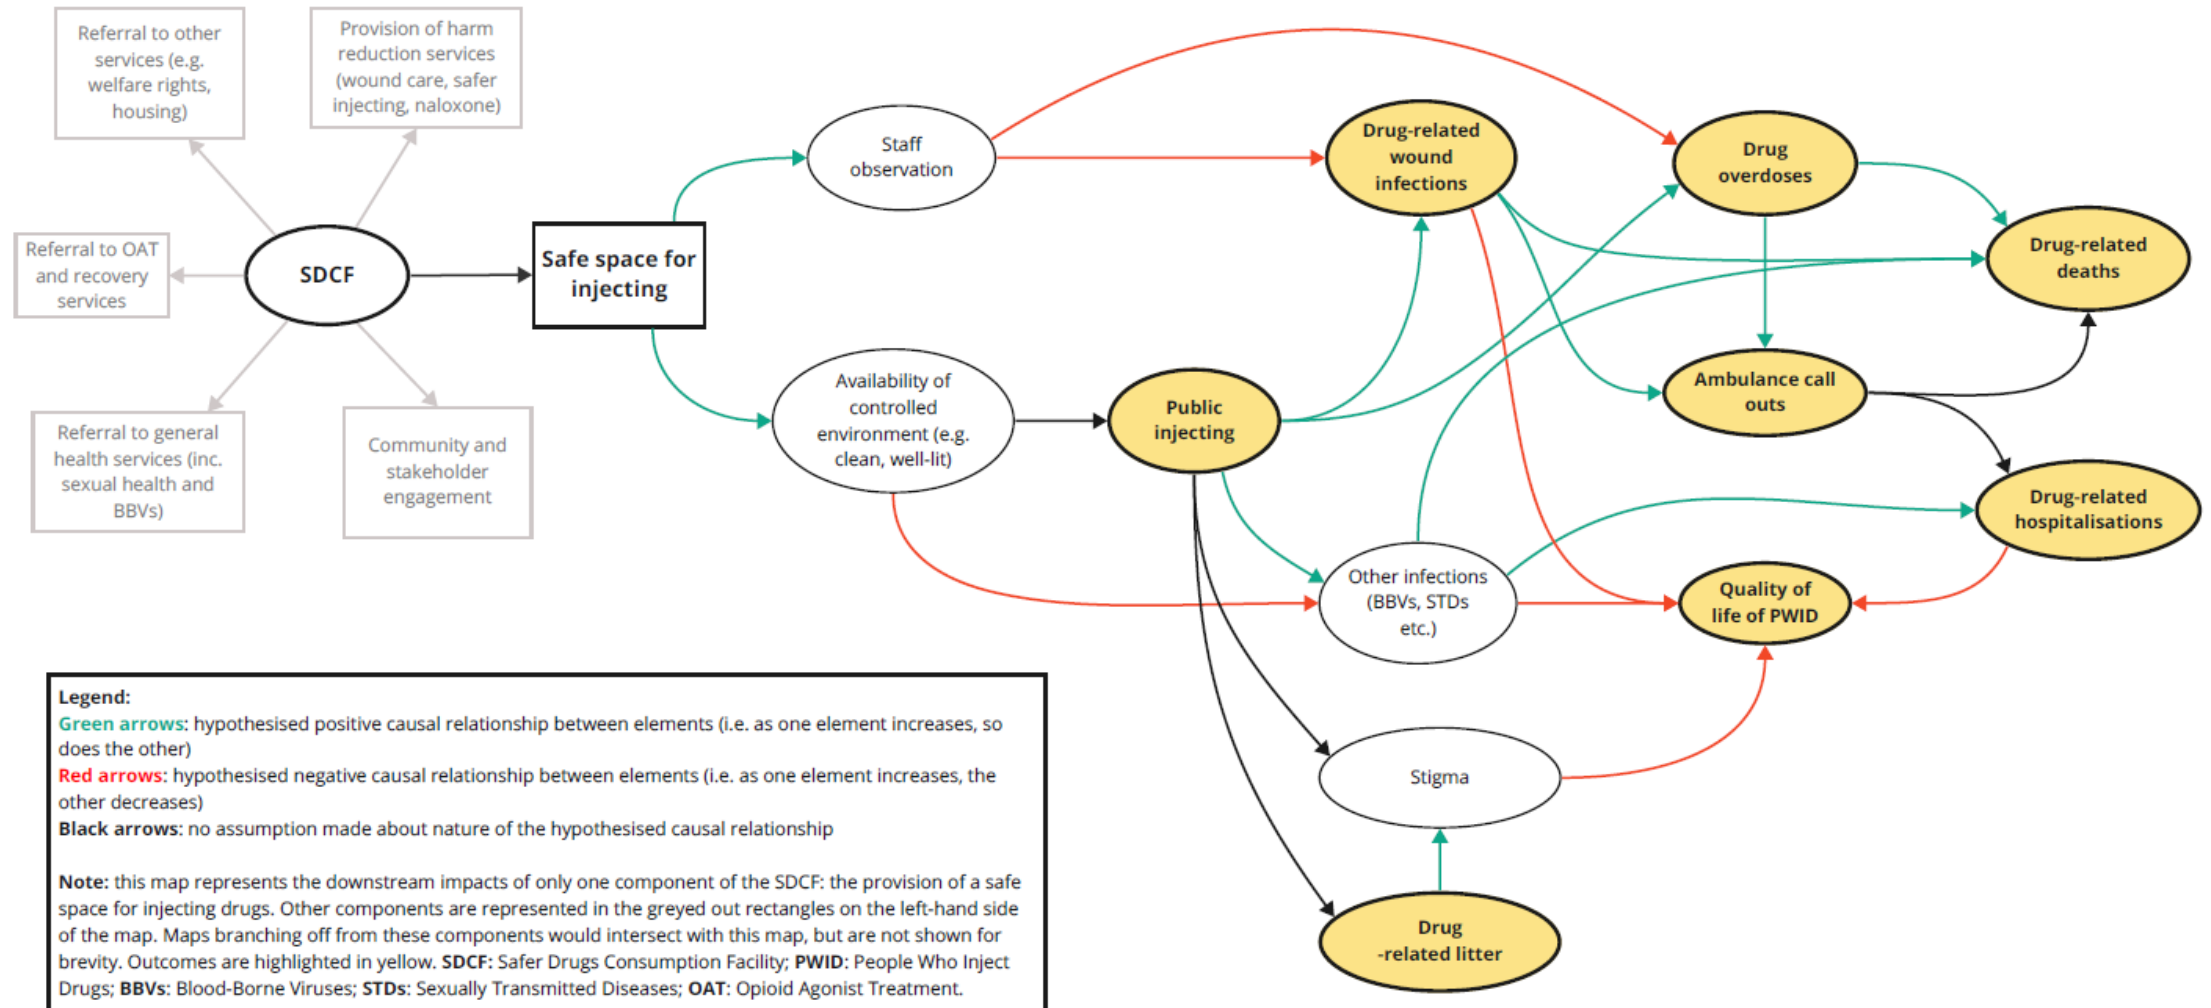 Referral to other
services (e.g.
welfare rights,
housing)
Provision of harm
reduction services
(wound care, safer
injecting, naloxone)
Referral to OAT
and recovery
services
SDCF
Referral to general
health services (inc.
sexual health and
BBVs)
Community and
stakeholder
engagement
Safe space for
injecting
Staff
observation
Availability of
controlled
environment (e.g.
clean, well-lit)
Public
injecting
Drug-related
wound
infections
Drug
overdoses
Drug-related
deaths
Ambulance call
outs
Drug-related
hospitalisations
Other infections
(BBVs, STDs
etc.)
Quality of
life of PWID
Stigma
Drug
-related litter
Legend:
Green arrows: hypothesised positive causal relationship between elements (i.e. as one element increases, so
does the other)
Red arrows: hypothesised negative causal relationship between elements (i.e. as one element increases, the
other decreases)
Black arrows: no assumption made about nature of the hypothesised causal relationship
Note: this map represents the downstream impacts of only one component of the SDCF: the provision of a safe
space for injecting drugs. Other components are represented in the greyed out rectangles on the left-hand side
of the map. Maps branching off from these components would intersect with this map, but are not shown for
brevity. Outcomes are highlighted in yellow. SDCF: Safer Drugs Consumption Facility; PWID: People Who Inject
Drugs; BBVs: Blood-Borne Viruses; STDs: Sexually Transmitted Diseases; OAT: Opioid Agonist Treatment.